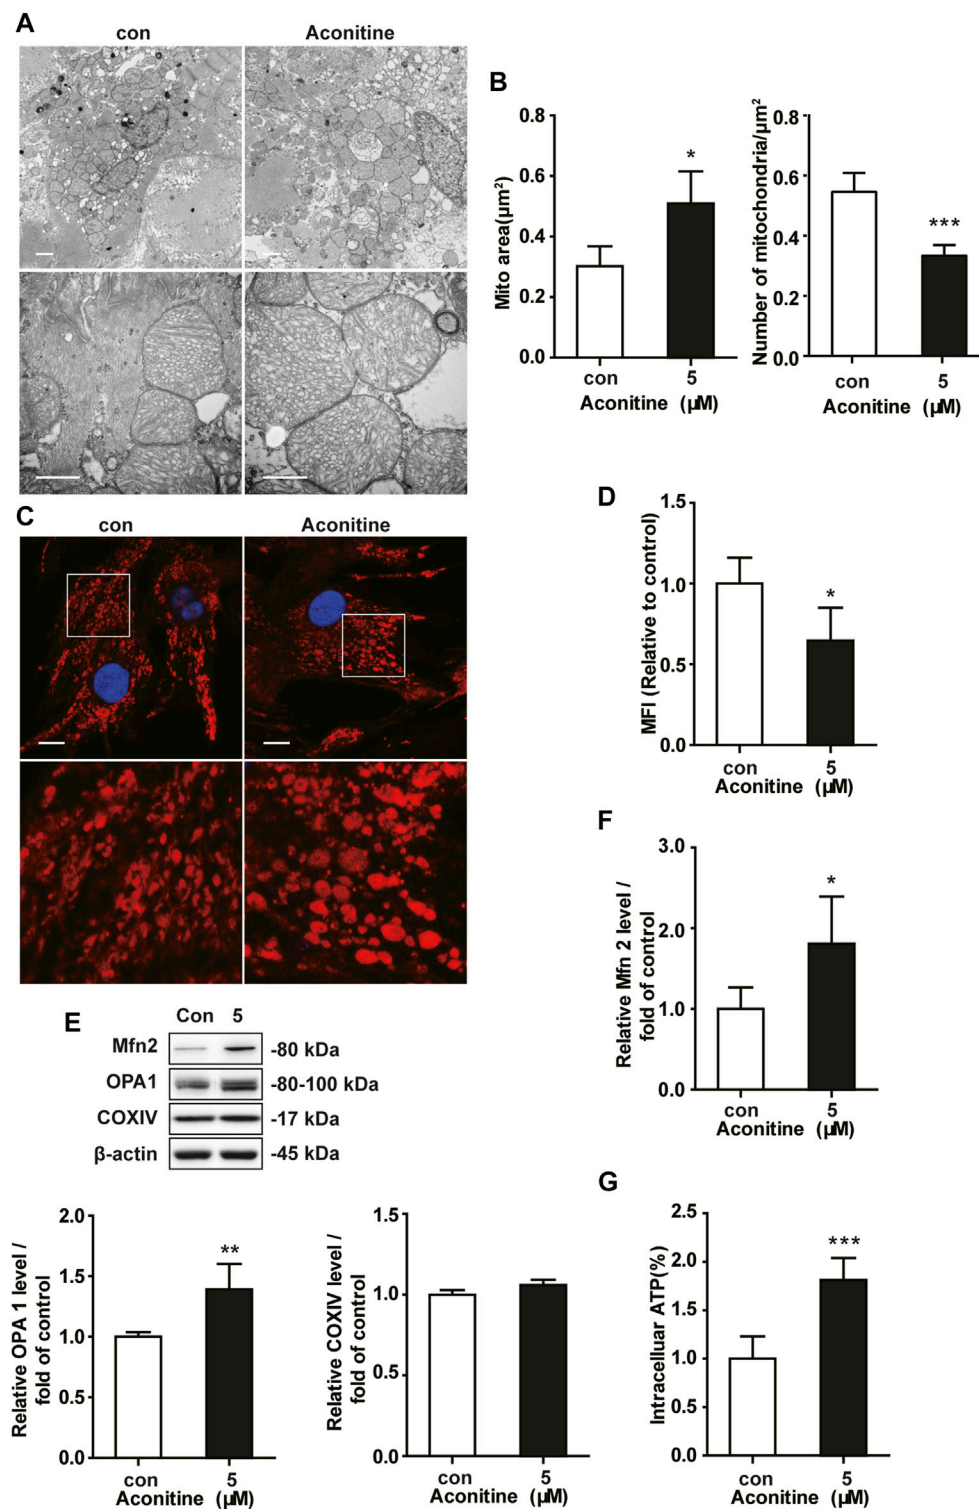 A
con
Aconitine
B
Mito area(µm²)
0.8
0.6
0.4
0.2
0.0
*
con
5
Aconitine (µM)
Number of mitochondria/µm²
0.6
0.4
0.6
0.0
***
con
5
Aconitine (µM)
C
con
Aconitine
D
MFI (Relative to control)
1.5
1.0
0.5
0.0
*
con
5
Aconitine (µM)
E
Con 5
Mfn2
-80 kDa
OPA1
-80-100 kDa
COXIV
-17 kDa
β-actin
-45 kDa
F
Relative Mfn 2 level /
fold of control
3.0
2.0
1.0
0.0
*
con
5
Aconitine (µM)
Relative OPA 1 level /
fold of control
2.0
1.5
1.0
0.5
0.0
**
con
5
Aconitine (µM)
Relative COXIV level /
fold of control
1.5
1.0
0.5
0.0
con
5
Aconitine (µM)
G
Intracelluar ATP(%)
2.5
2.0
1.5
1.0
0.5
0.0
***
con
5
Aconitine (µM)